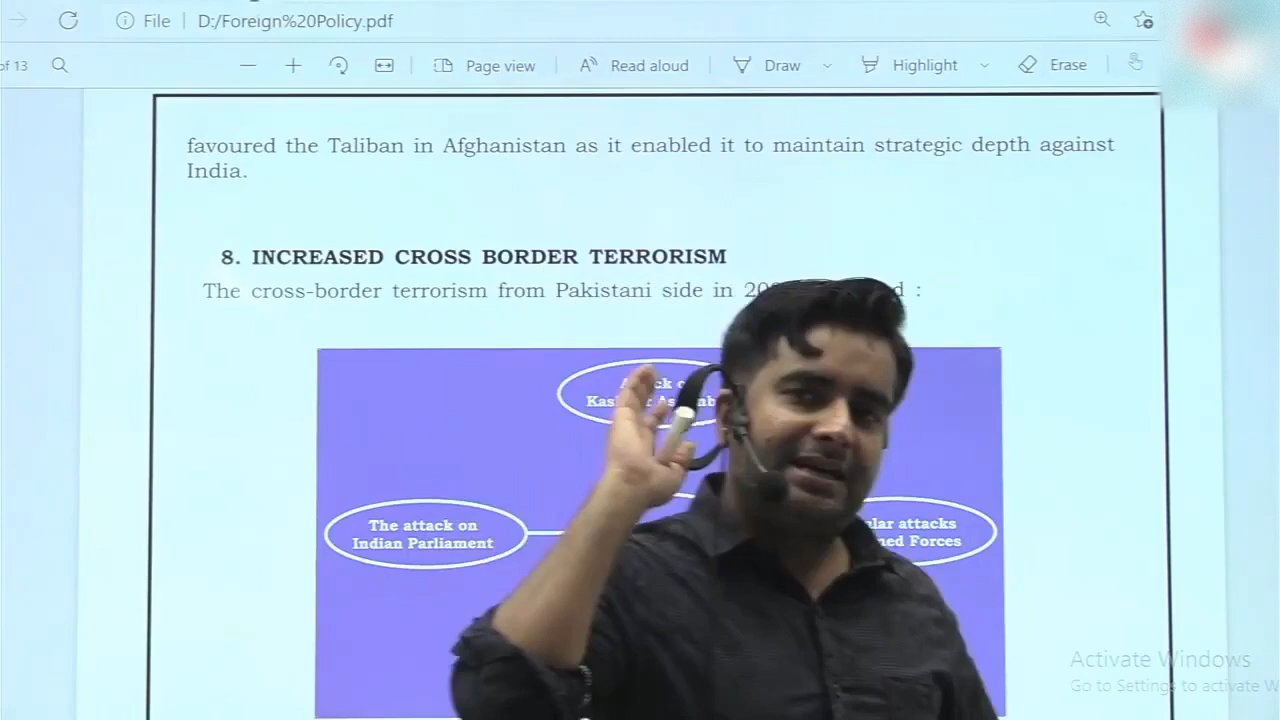 File D:/Foreign%20Policy.pdf
of 13 Page view Read aloud Draw Highlight Erase
favoured the Taliban in Afghanistan as it enabled it to maintain strategic depth against
India.
8. INCREASED CROSS BORDER TERRORISM
The cross-border terrorism from Pakistani side in
:
The attack on
Indian Parliament
attacks
Forces
Activate Windows
Go to Settings to activate